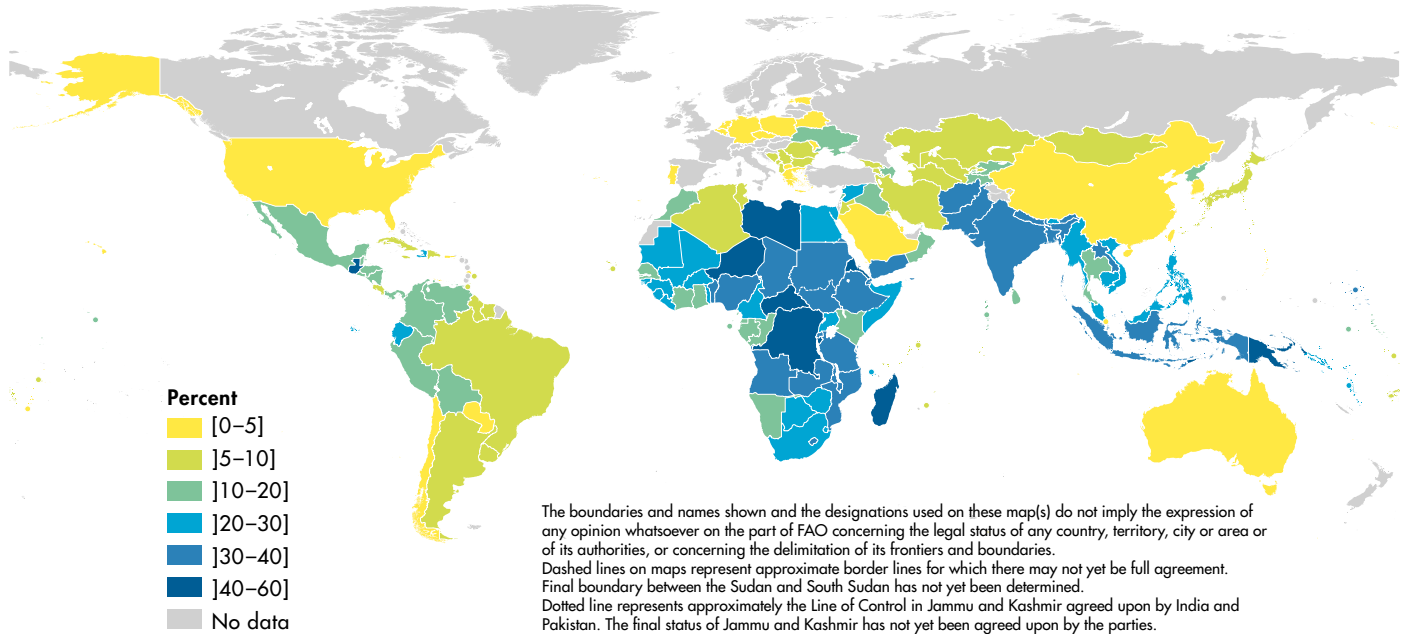 Percent
[0–5]
]5–10]
]10–20]
]20–30]
]30–40]
]40–60]
No data
The boundaries and names shown and the designations used on these map(s) do not imply the expression of
any opinion whatsoever on the part of FAO concerning the legal status of any country, territory, city or area or
of its authorities, or concerning the delimitation of its frontiers and boundaries.
Dashed lines on maps represent approximate border lines for which there may not yet be full agreement.
Final boundary between the Sudan and South Sudan has not yet been determined.
Dotted line represents approximately the Line of Control in Jammu and Kashmir agreed upon by India and
Pakistan. The final status of Jammu and Kashmir has not yet been agreed upon by the parties.